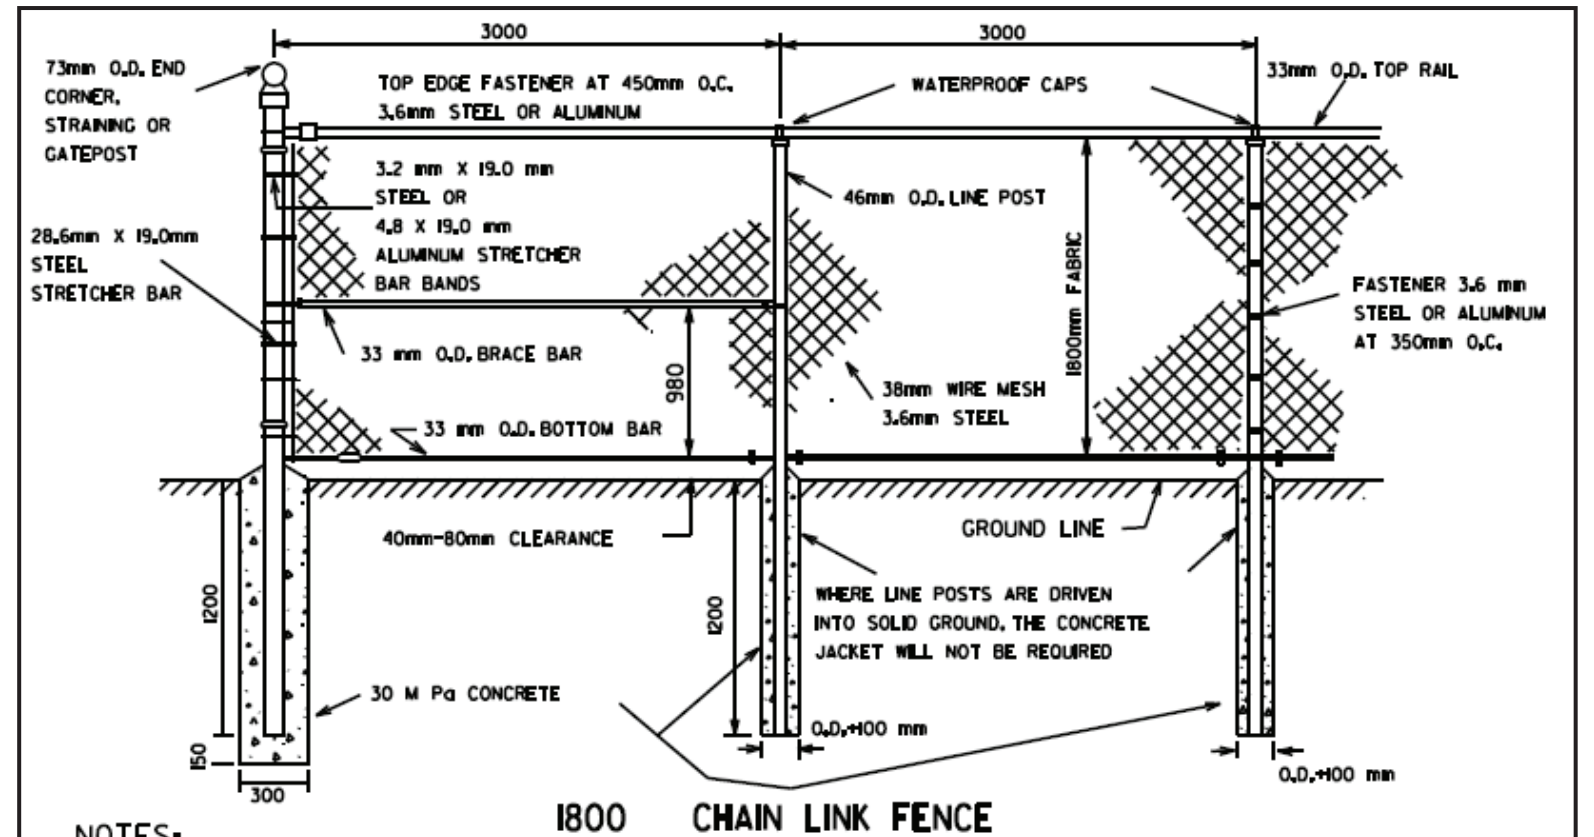 3000
3000
73mm O.D. END
CORNER,
STRAINING OR
GATEPOST
TOP EDGE FASTENER AT 450mm O.C.
3.6mm STEEL OR ALUMINUM
WATERPROOF CAPS
33mm O.D. TOP RAIL
3.2 mm X 19.0 mm
STEEL OR
4.8 X 19.0 mm
ALUMINUM STRETCHER
BAR BANDS
46mm O.D. LINE POST
28.6mm X 19.0mm
STEEL
STRETCHER BAR
1800mm FABRIC
FASTENER 3.6 mm
STEEL OR ALUMINUM
AT 350mm O.C.
33 mm O.D. BRACE BAR
980
38mm WIRE MESH
3.6mm STEEL
33 mm O.D. BOTTOM BAR
40mm-80mm CLEARANCE
GROUND LINE
1200
1200
WHERE LINE POSTS ARE DRIVEN
INTO SOLID GROUND, THE CONCRETE
JACKET WILL NOT BE REQUIRED
30 M Pa CONCRETE
O.D.+100 mm
150
300
O.D.+100 mm
1800 CHAIN LINK FENCE
NOTES: